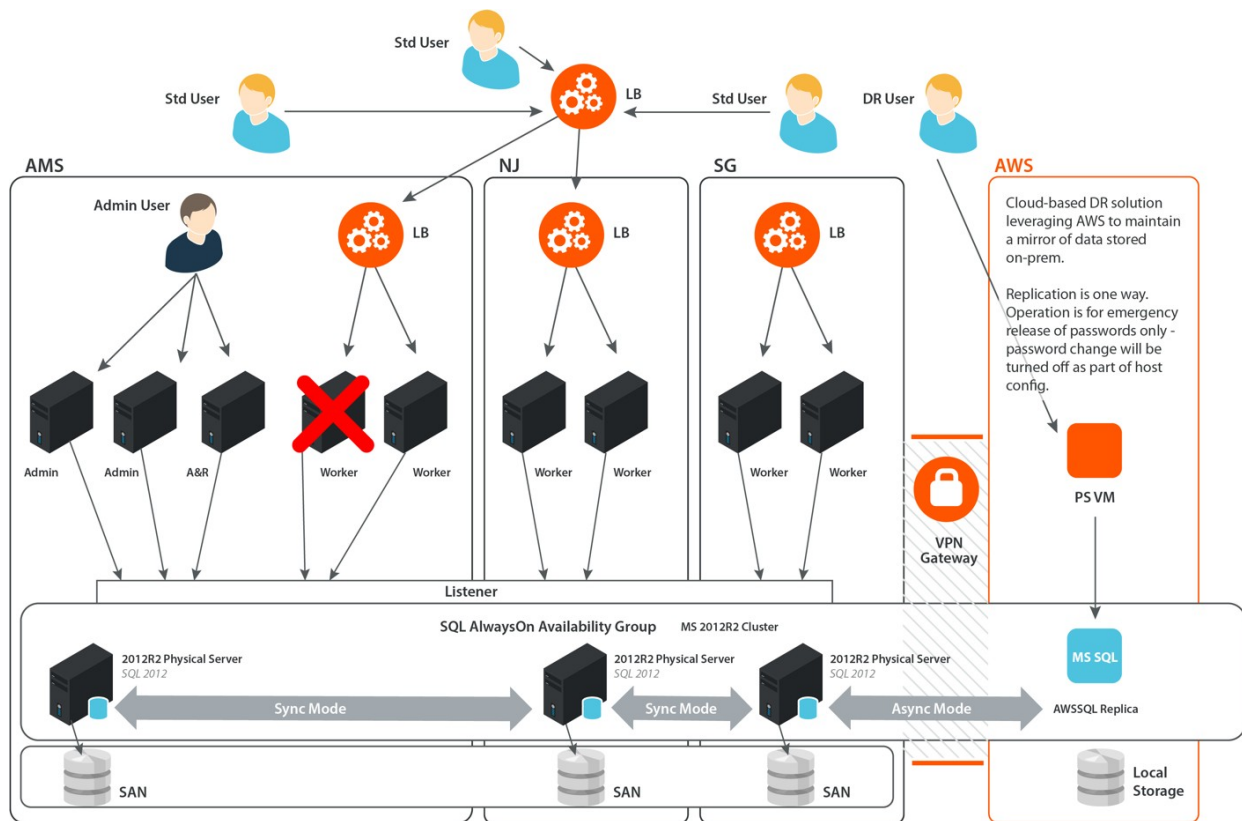 Std User
Std User
LB
Std User
DR User
AMS
NJ
SG
AWS
Admin User
LB
LB
LB
Cloud-based DR solution
leveraging AWS to maintain
a mirror of data stored
on-prem.
Replication is one way.
Operation is for emergency
release of passwords only -
password change will be
turned off as part of host
config.
Admin
Admin
A&R
Worker
Worker
Worker
Worker
Worker
Worker
PS VM
VPN
Gateway
Listener
SQL AlwaysOn Availability Group MS 2012R2 Cluster
2012R2 Physical Server
SQL 2012
2012R2 Physical Server
SQL 2012
2012R2 Physical Server
SQL 2012
MS SQL
Sync Mode
Sync Mode
Async Mode
AWSSQL Replica
SAN
SAN
SAN
Local
Storage